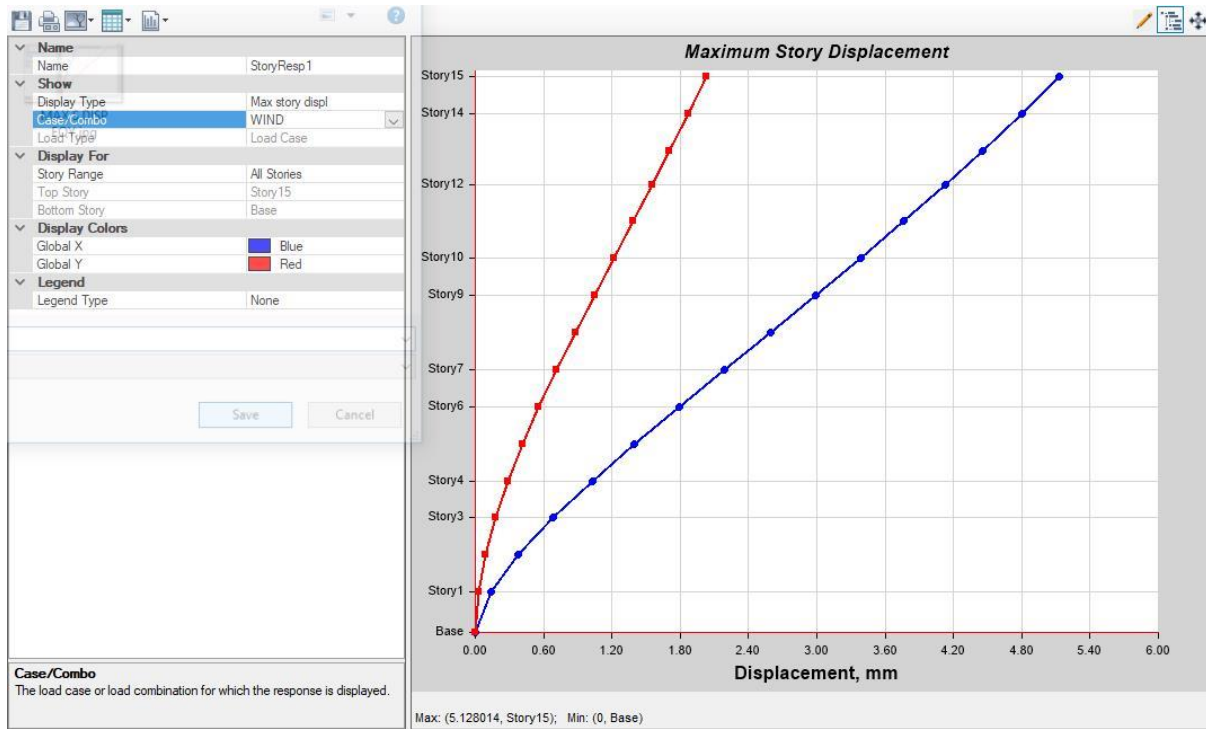 Name
Name StoryResp1
Show
Display Type Max story displ
Case/Combo WIND
Load Type Load Case
Display For
Story Range All Stories
Top Story Story15
Bottom Story Base
Display Colors
Global X Blue
Global Y Red
Legend
Legend Type None
Save Cancel
Case/Combo
The load case or load combination for which the response is displayed.
Maximum Story Displacement
Story15
Story14
Story12
Story10
Story9
Story7
Story6
Story4
Story3
Story1
Base
0.00 0.60 1.20 1.80 2.40 3.00 3.60 4.20 4.80 5.40 6.00
Displacement, mm
Max: (5.128014, Story15); Min: (0, Base)